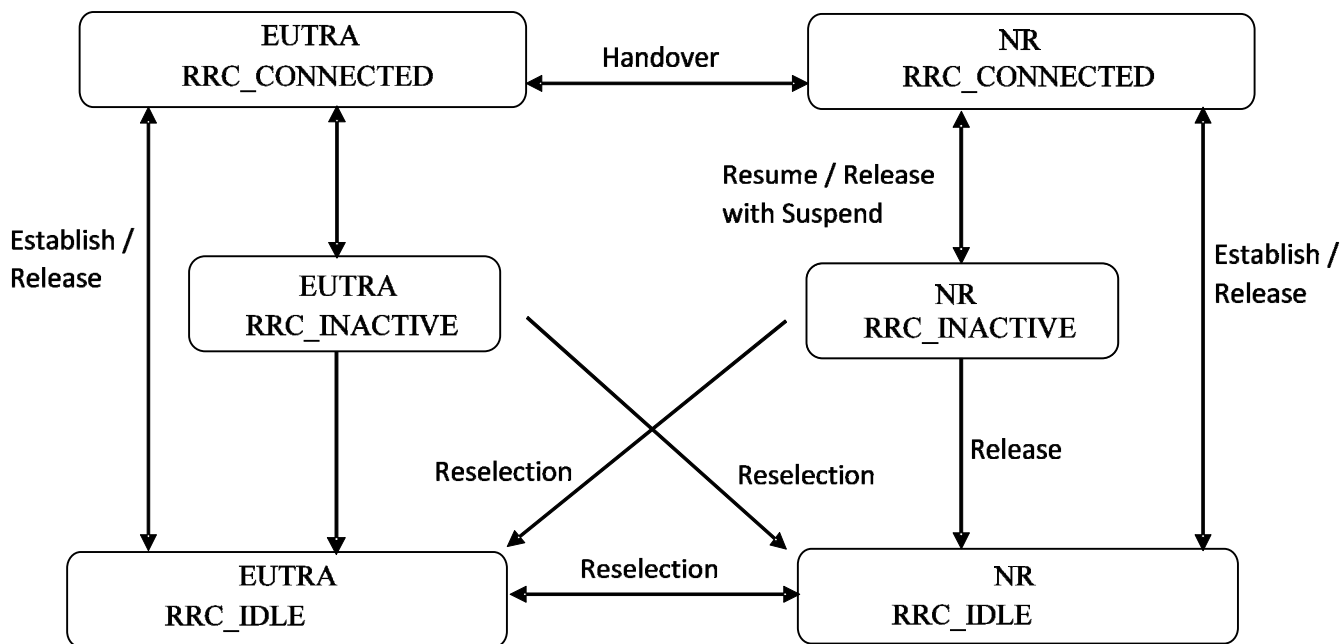 EUTRA
RRC_CONNECTED
Handover
NR
RRC_CONNECTED
Resume / Release
with Suspend
Establish /
Release
Establish /
Release
EUTRA
RRC_INACTIVE
NR
RRC_INACTIVE
Reselection
Reselection
Release
EUTRA
RRC_IDLE
Reselection
NR
RRC_IDLE